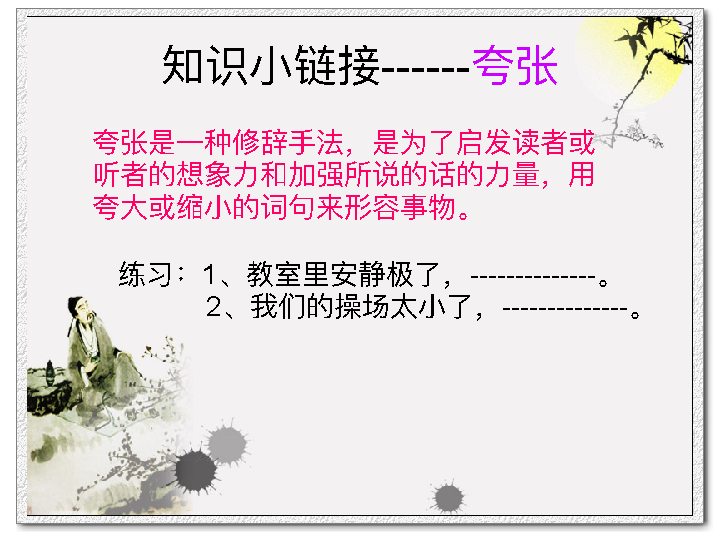 知识小链接------夸张
夸张是一种修辞手法，是为了启发读者或
听者的想象力和加强所说的话的力量，用
夸大或缩小的词句来形容事物。
练习：1、教室里安静极了，--------------。
2、我们的操场太小了，--------------。